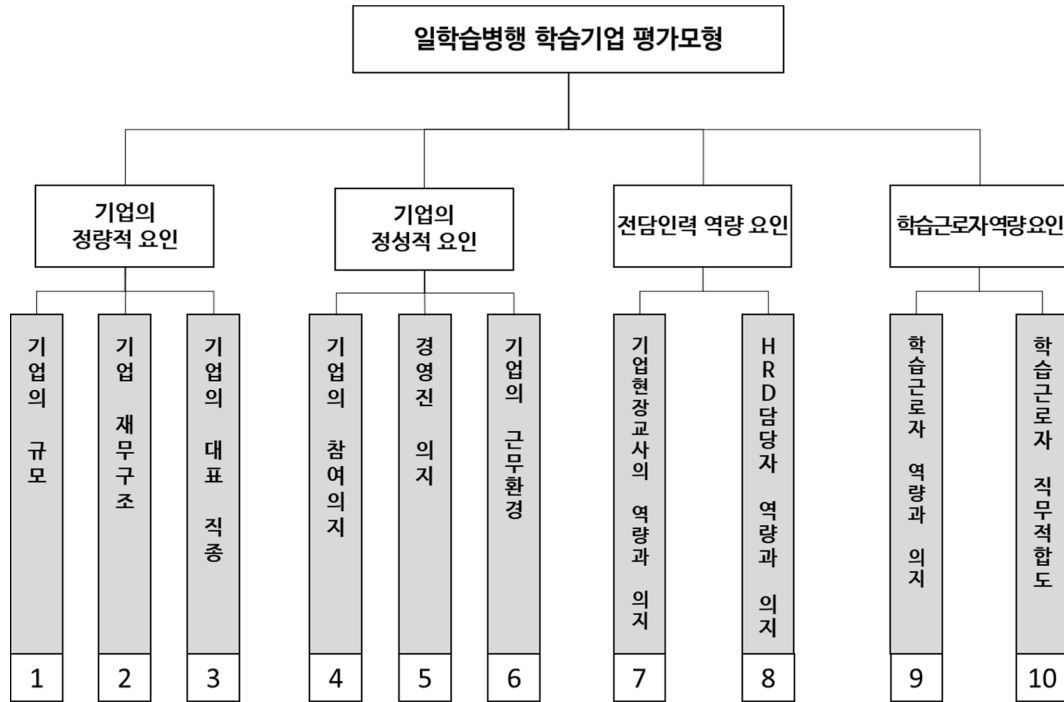 일학습병행 학습기업 평가모형
기업의
정량적 요인
기업의
정성적 요인
전담인력 역량 요인
학습근로자역량요인
기업의 규모
기업 재무구조
기업의 대표 직종
기업의 참여의지
경영진 의지
기업의 근무환경
기업현장교사의 역량과 의지
HRD담당자 역량과 의지
학습근로자 역량과 의지
학습근로자 직무적합도
1
2
3
4
5
6
7
8
9
10